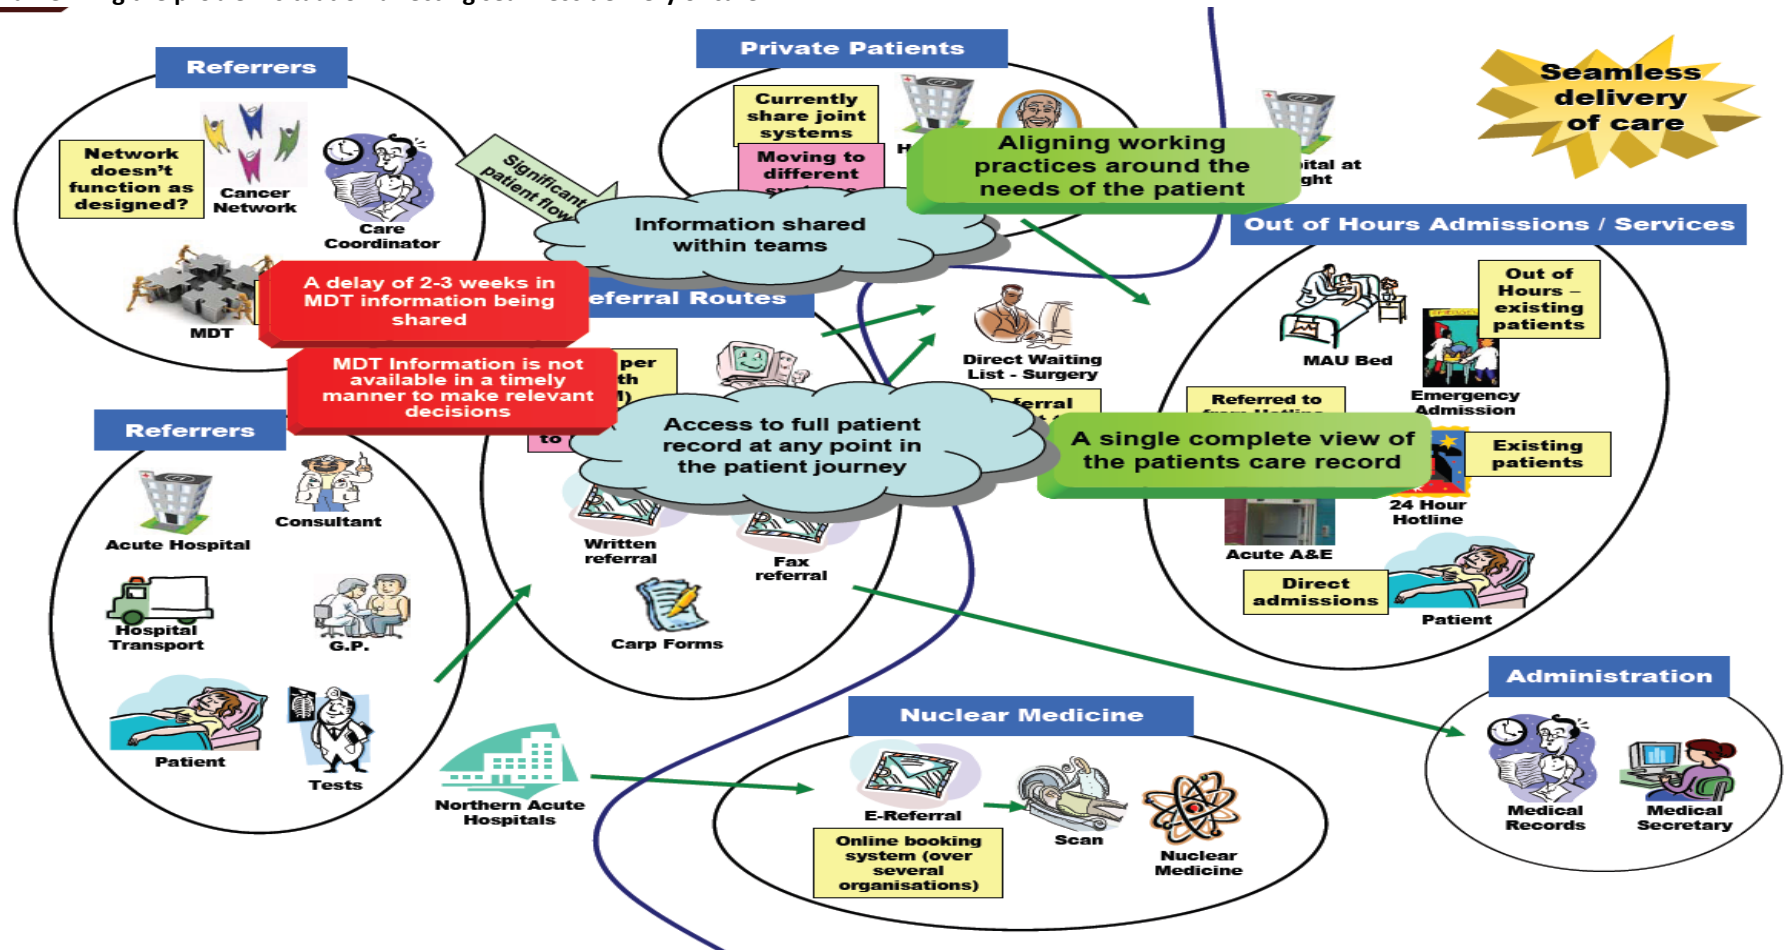 Referrers
Network
doesn't
function as
designed?
Cancer
Network
Care
Coordinator
MDT
Significant
patient flow
Private Patients
Currently
share joint
systems
Moving to
different
Aligning working
practices around the
needs of the patient
Seamless
delivery
of care
Information shared
within teams
A delay of 2-3 weeks in
MDT information being
shared
MDT Information is not
available in a timely
manner to make relevant
decisions
Routes
per
to
Access to full patient
record at any point in
the patient journey
Written
referral
Fax
referral
Carp Forms
Direct Waiting
List - Surgery
Out of Hours Admissions / Services
MAU Bed
Out of
Hours –
existing
patients
Emergency
Admission
Referred to
A single complete view of
the patients care record
Existing
patients
24 Hour
Hotline
Acute A&E
Direct
admissions
Patient
Referrers
Acute Hospital
Consultant
Hospital
Transport
G.P.
Patient
Tests
Northern Acute
Hospitals
Nuclear Medicine
E-Referral
Online booking
system (over
several
organisations)
Scan
Nuclear
Medicine
Administration
Medical
Records
Medical
Secretary